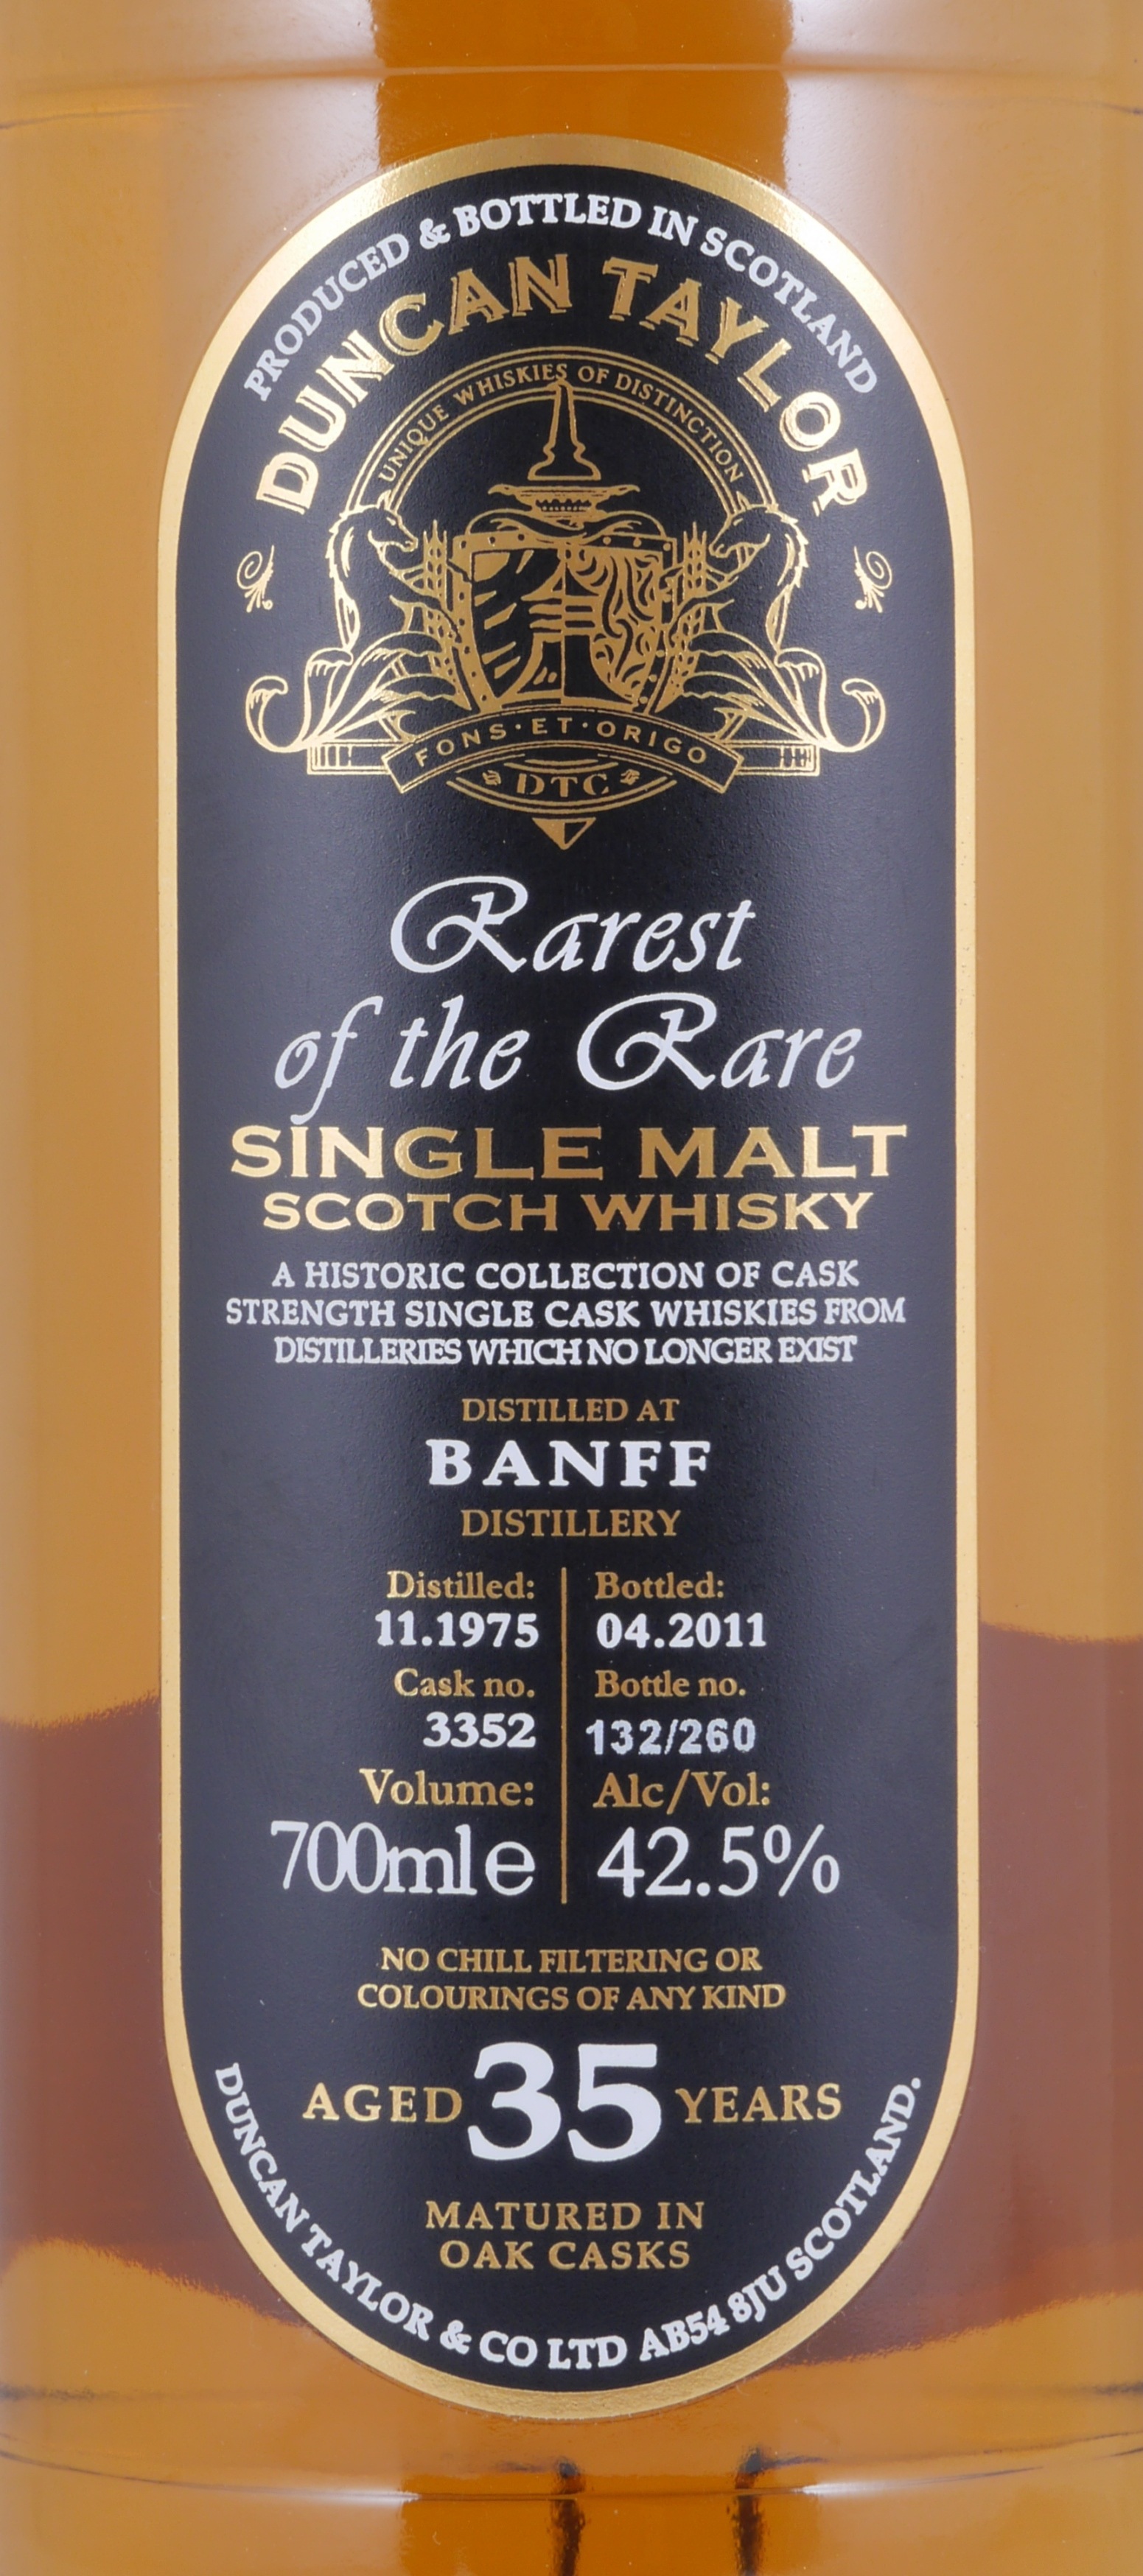 PRODUCED & BOTTLED IN SCOTLAND
DUNCAN TAYLOR
UNIQUE WHISKIES OF DISTINCTION
FONS·ET·ORIGO
DTC
Rarest
of the Rare
SINGLE MALT
SCOTCH WHISKY
A HISTORIC COLLECTION OF CASK
STRENGTH SINGLE CASK WHISKIES FROM
DISTILLERIES WHICH NO LONGER EXIST
DISTILLED AT
BANFF
DISTILLERY
Distilled: Bottled:
11.1975 04.2011
Cask no. Bottle no.
3352 132/260
Volume: Alc/Vol:
700ml e 42.5%
NO CHILL FILTERING OR
COLOURINGS OF ANY KIND
AGED 35 YEARS
MATURED IN
OAK CASKS
DUNCAN TAYLOR & CO LTD AB54 8JU SCOTLAND.